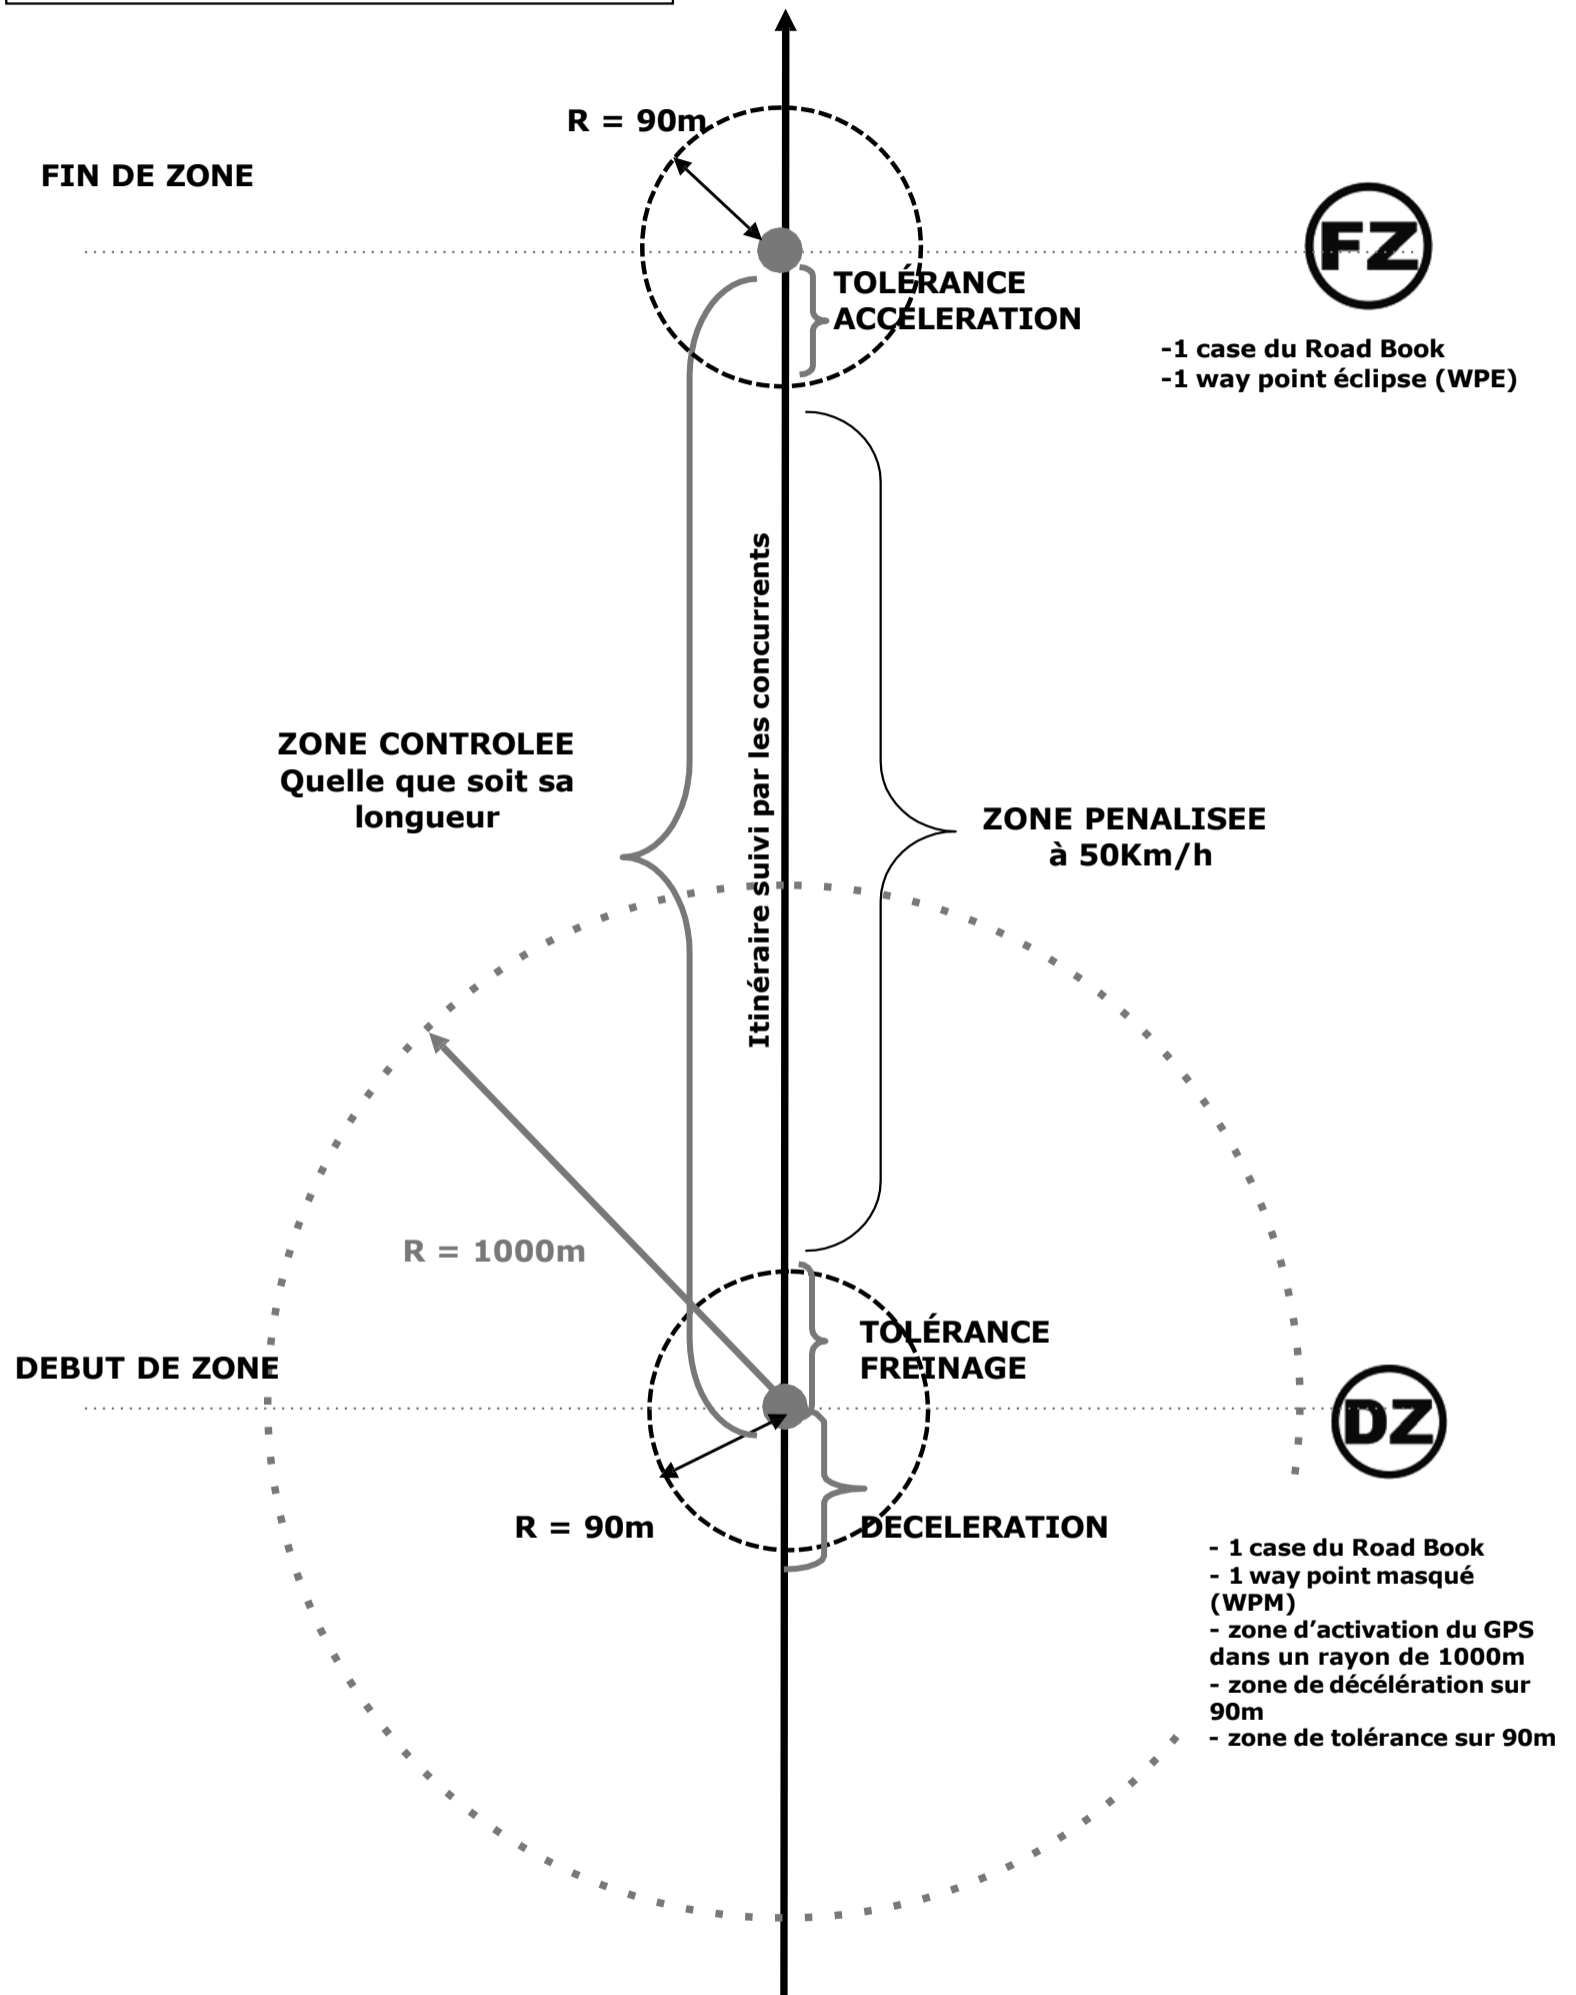 R = 90m
FIN DE ZONE
FZ
TOLÉRANCE
ACCELERATION
-1 case du Road Book
-1 way point éclipse (WPE)
Itinéraire suivi par les concurrents
ZONE CONTROLEE
Quelle que soit sa
longueur
ZONE PENALISEE
à 50Km/h
R = 1000m
TOLÉRANCE
FREINAGE
DEBUT DE ZONE
DZ
R = 90m
DECELERATION
- 1 case du Road Book
- 1 way point masqué
(WPM)
- zone d’activation du GPS
dans un rayon de 1000m
- zone de décélération sur
90m
- zone de tolérance sur 90m